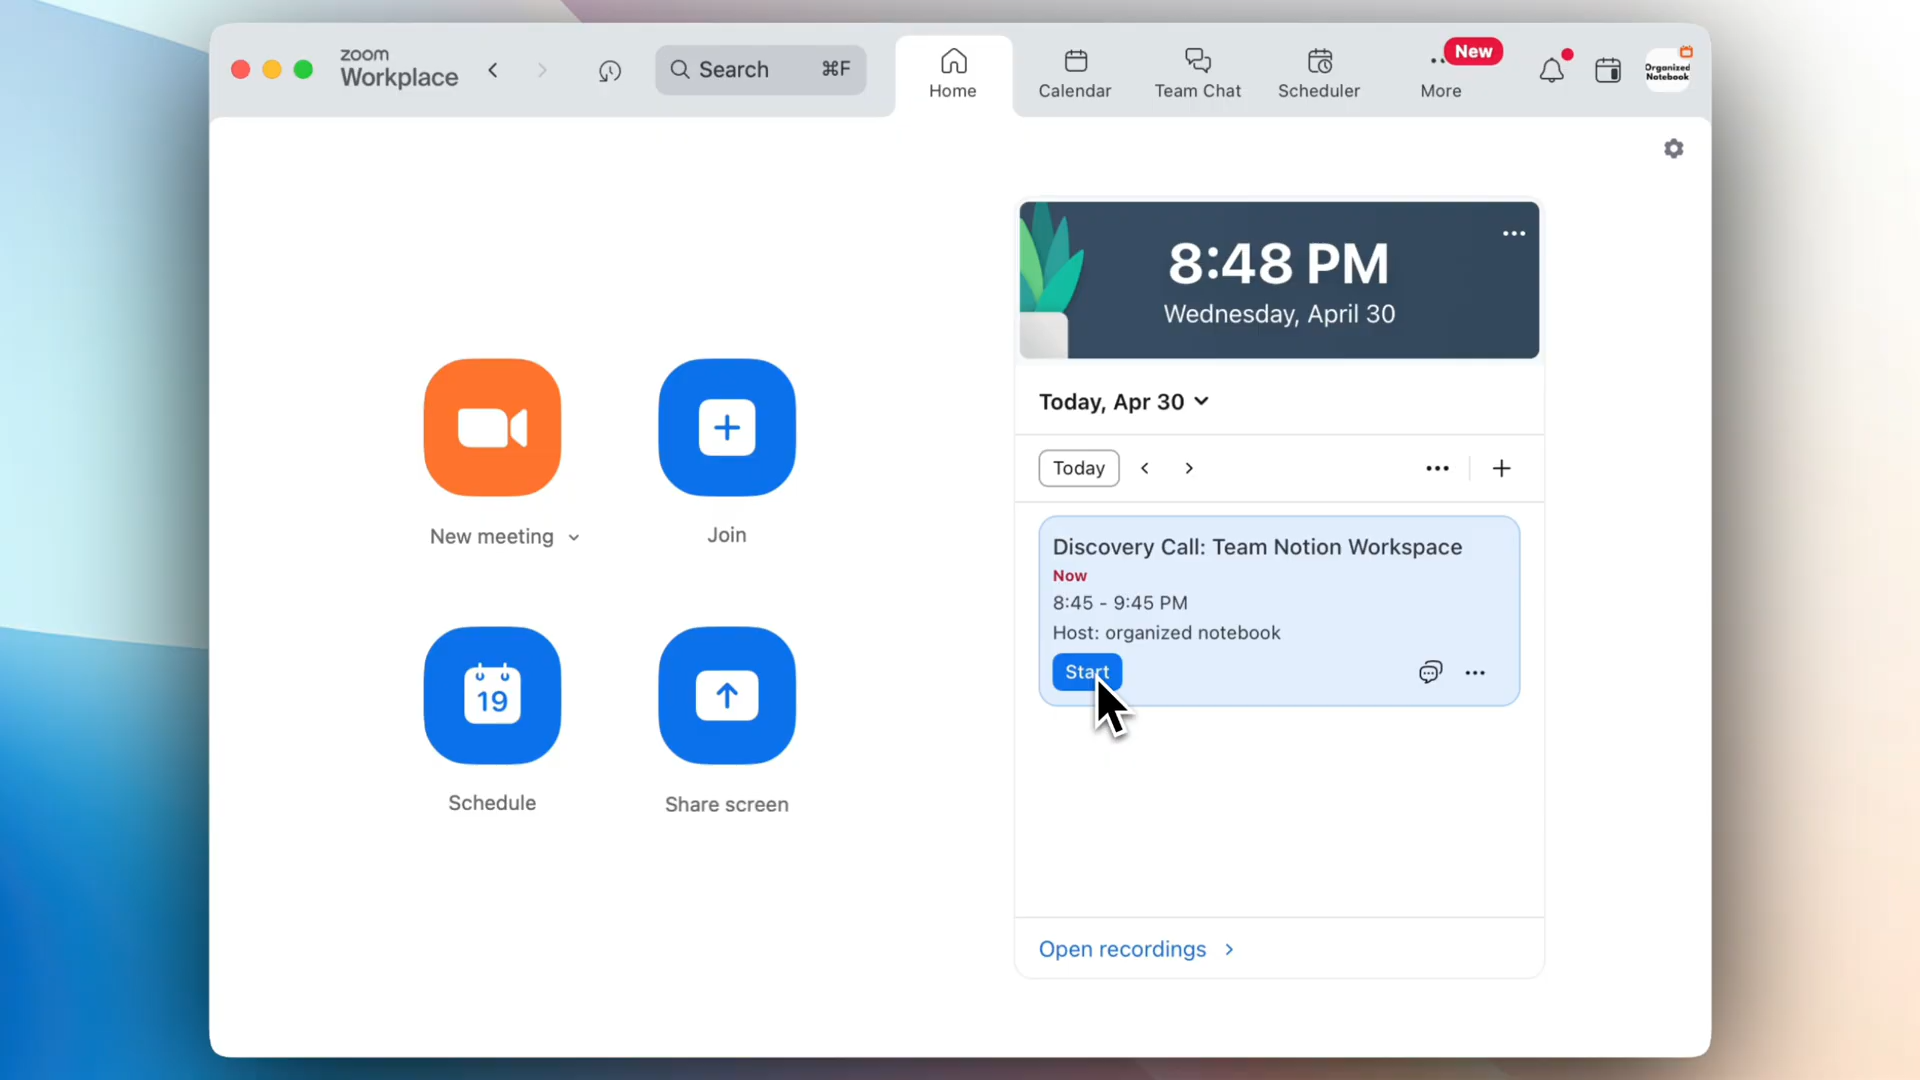 zoom
Workplace
Search
⌘F
Home
Calendar
Team Chat
Scheduler
More
New
Organized
Notebook
8:48 PM
Wednesday, April 30
Today, Apr 30
Today
New meeting
Join
Discovery Call: Team Notion Workspace
Now
8:45 - 9:45 PM
Host: organized notebook
Start
19
Schedule
Share screen
Open recordings